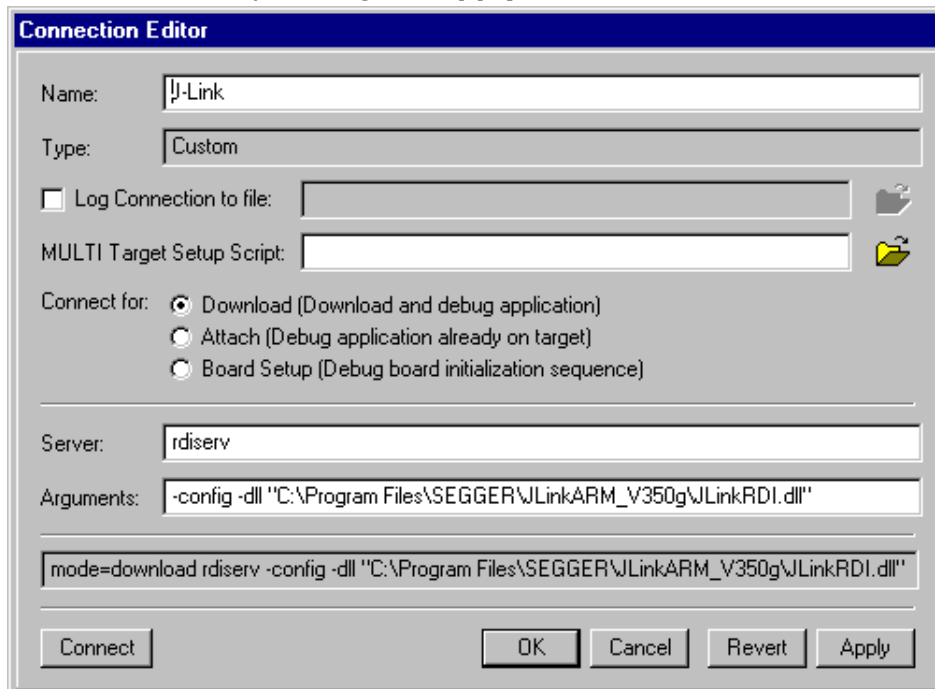 Connection Editor
Name: J-Link
Type: Custom
Log Connection to file:
MULTI Target Setup Script:
Connect for: Download (Download and debug application)
Attach (Debug application already on target)
Board Setup (Debug board initialization sequence)
Server: rdiserv
Arguments: -config -dll "C:\Program Files\SEGGER\JLinkARM_V350g\JLinkRDI.dll"
mode=download rdiserv -config -dll "C:\Program Files\SEGGER\JLinkARM_V350g\JLinkRDI.dll"
Connect OK Cancel Revert Apply